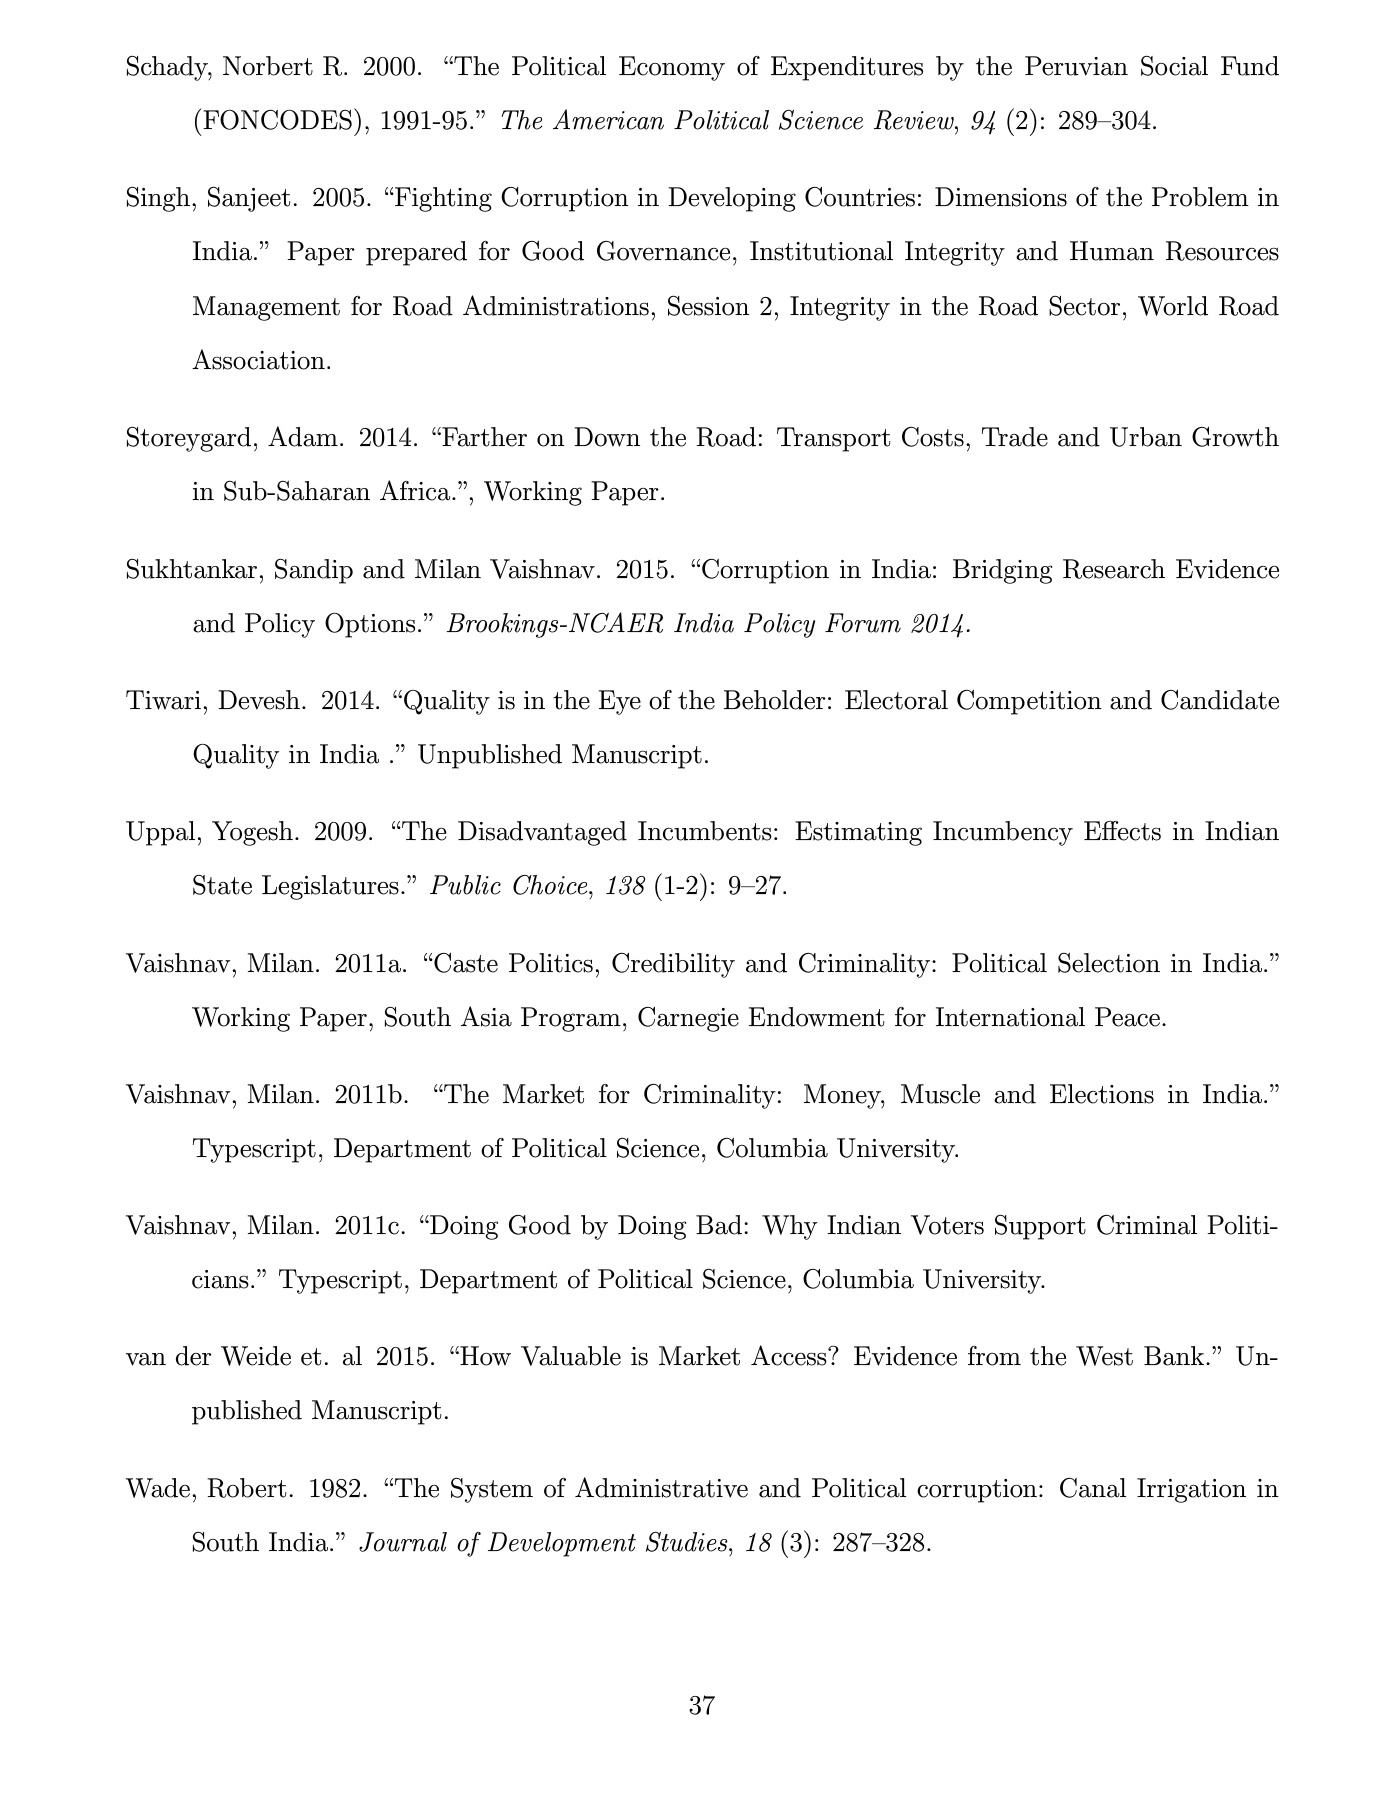 Schady, Norbert R. 2000. “The Political Economy of Expenditures by the Peruvian Social Fund
(FONCODES), 1991-95.” The American Political Science Review, 94 (2): 289–304.
Singh, Sanjeet. 2005. “Fighting Corruption in Developing Countries: Dimensions of the Problem in
India.” Paper prepared for Good Governance, Institutional Integrity and Human Resources
Management for Road Administrations, Session 2, Integrity in the Road Sector, World Road
Association.
Storeygard, Adam. 2014. “Farther on Down the Road: Transport Costs, Trade and Urban Growth
in Sub-Saharan Africa.”, Working Paper.
Sukhtankar, Sandip and Milan Vaishnav. 2015. “Corruption in India: Bridging Research Evidence
and Policy Options.” Brookings-NCAER India Policy Forum 2014.
Tiwari, Devesh. 2014. “Quality is in the Eye of the Beholder: Electoral Competition and Candidate
Quality in India .” Unpublished Manuscript.
Uppal, Yogesh. 2009. “The Disadvantaged Incumbents: Estimating Incumbency Effects in Indian
State Legislatures.” Public Choice, 138 (1-2): 9–27.
Vaishnav, Milan. 2011a. “Caste Politics, Credibility and Criminality: Political Selection in India.”
Working Paper, South Asia Program, Carnegie Endowment for International Peace.
Vaishnav, Milan. 2011b. “The Market for Criminality: Money, Muscle and Elections in India.”
Typescript, Department of Political Science, Columbia University.
Vaishnav, Milan. 2011c. “Doing Good by Doing Bad: Why Indian Voters Support Criminal Politi-
cians.” Typescript, Department of Political Science, Columbia University.
van der Weide et. al 2015. “How Valuable is Market Access? Evidence from the West Bank.” Un-
published Manuscript.
Wade, Robert. 1982. “The System of Administrative and Political corruption: Canal Irrigation in
South India.” Journal of Development Studies, 18 (3): 287–328.
37